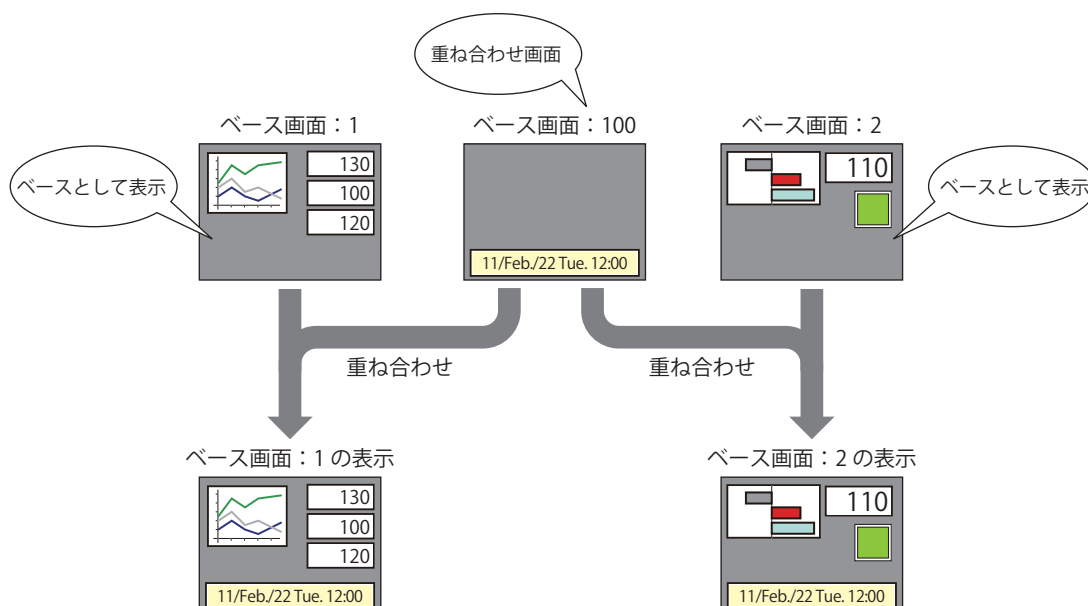 重ね合わせ画面
ベース画面：1
ベース画面：100
ベース画面：2
130
100
120
110
ベースとして表示
ベースとして表示
11/Feb./22 Tue. 12:00
重ね合わせ
重ね合わせ
ベース画面：1 の表示
ベース画面：2 の表示
130
100
120
110
11/Feb./22 Tue. 12:00
11/Feb./22 Tue. 12:00